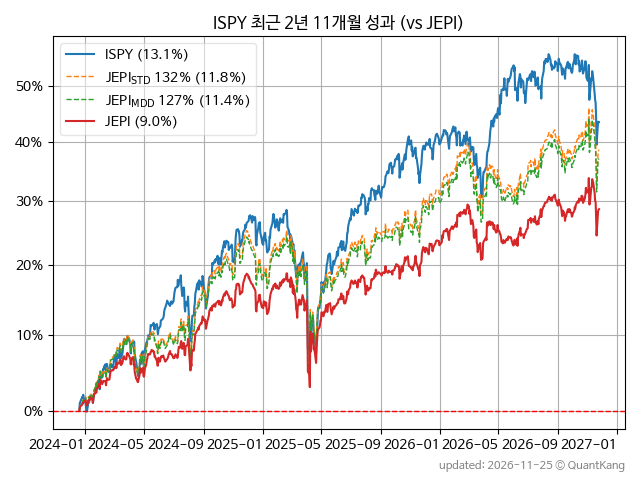 ISPY 최근 2년 11개월 성과 (vs JEPI)
ISPY (13.1%)
JEPI_STD 132% (11.8%)
JEPI_MDD 127% (11.4%)
JEPI (9.0%)
50%
40%
30%
20%
10%
0%
2024-01 2024-05 2024-09 2025-01 2025-05 2025-09 2026-01 2026-05 2026-09 2027-01
updated: 2026-11-25 © QuantKang